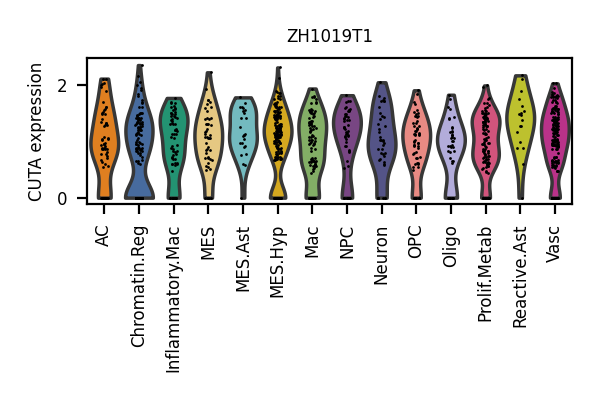 ZH1019T1
CUTA expression
2
0
AC
Chromatin.Reg
Inflammatory.Mac
MES
MES.Ast
MES.Hyp
Mac
NPC
Neuron
OPC
Oligo
Prolif.Metab
Reactive.Ast
Vasc